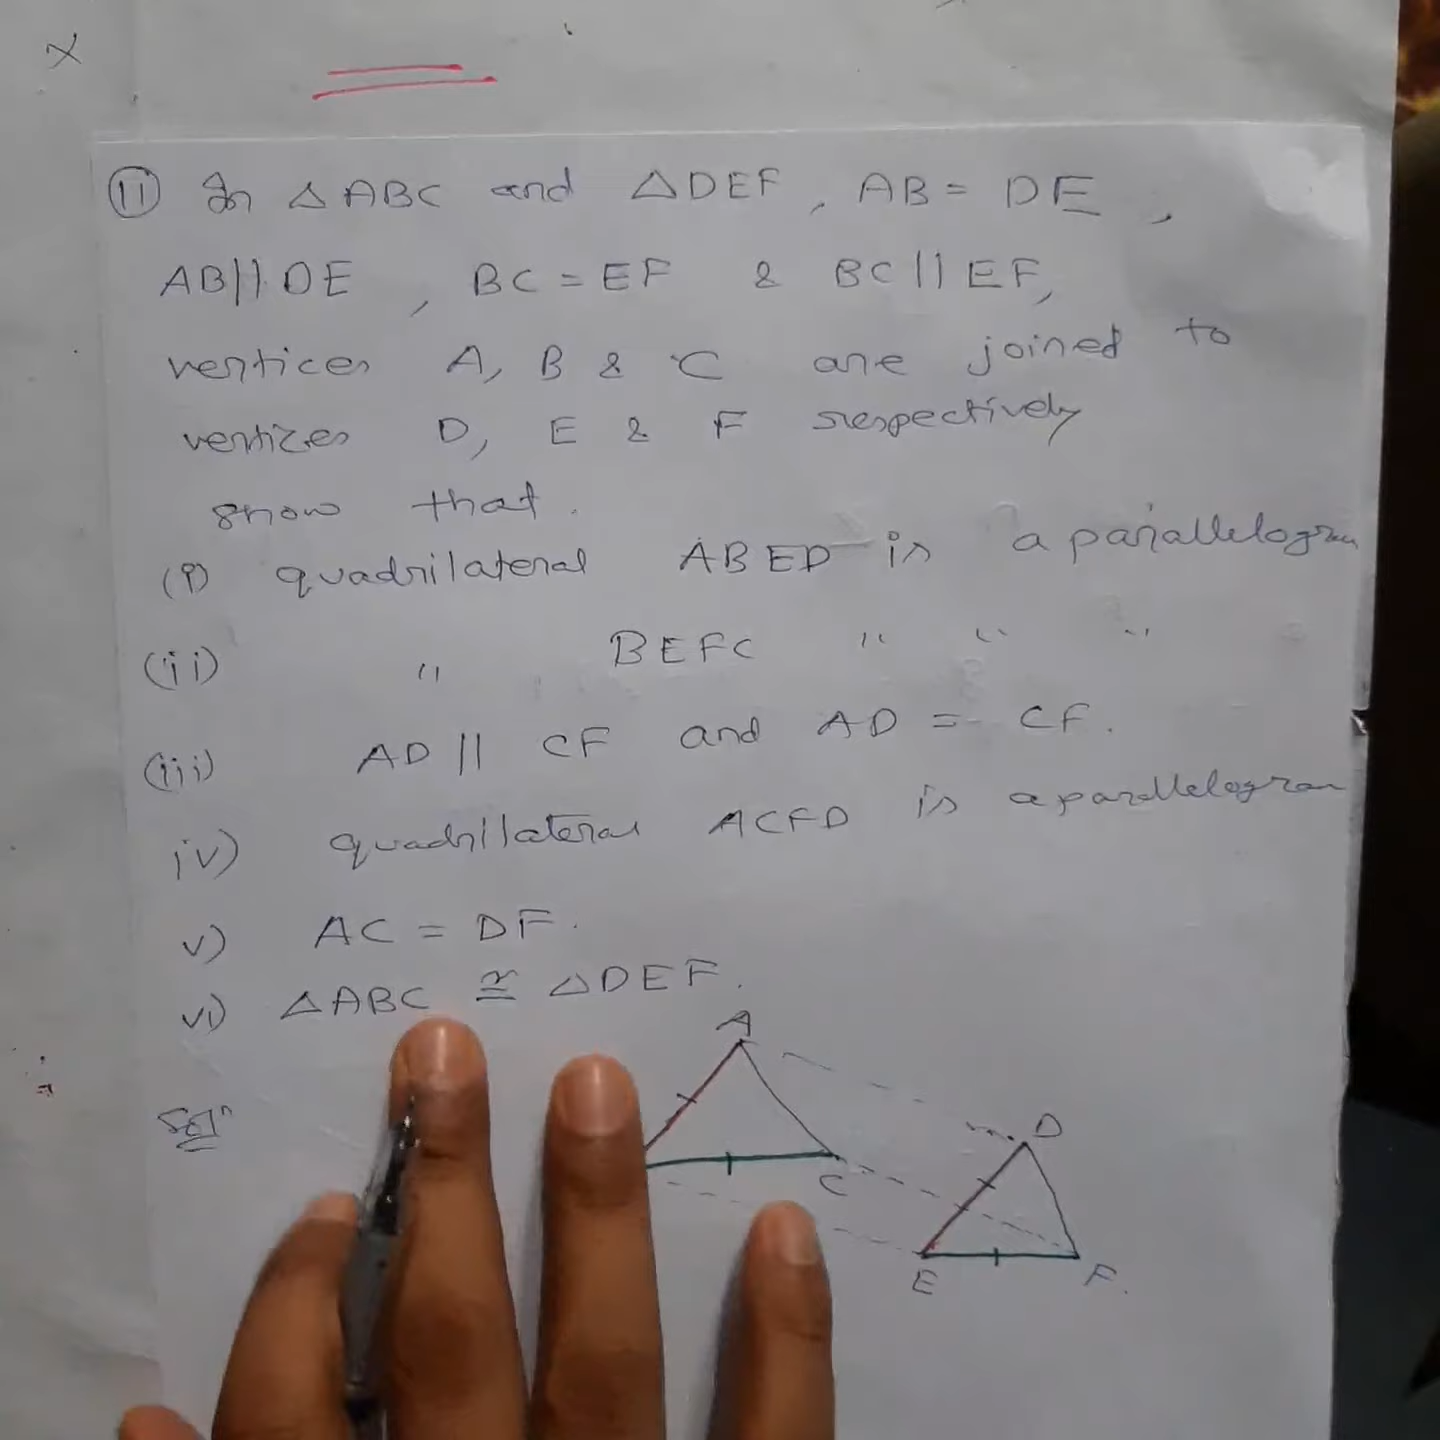 X
(11) In △ABC and △DEF, AB = DE,
AB || DE, BC = EF & BC || EF,
vertices A, B & C are joined to
vertices D, E & F respectively
show that.
(i) quadrilateral ABED is a parallelogram
(ii) " BEFC " " "
(iii) AD || CF and AD = CF.
iv) quadrilateral ACFD is a parallelogram
v) AC = DF.
vi) △ABC ≅ △DEF.
A
D
C
E
F